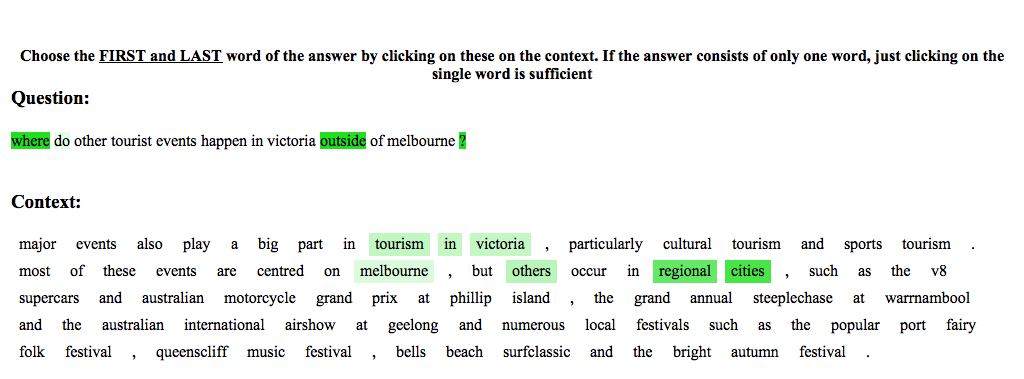 Choose the FIRST and LAST word of the answer by clicking on these on the context. If the answer consists of only one word, just clicking on the
single word is sufficient
Question:
where do other tourist events happen in victoria outside of melbourne ?
Context:
major events also play a big part in tourism in victoria , particularly cultural tourism and sports tourism .
most of these events are centred on melbourne , but others occur in regional cities , such as the v8
supercars and australian motorcycle grand prix at phillip island , the grand annual steeplechase at warrnambool
and the australian international airshow at geelong and numerous local festivals such as the popular port fairy
folk festival , queenscliff music festival , bells beach surfclassic and the bright autumn festival .